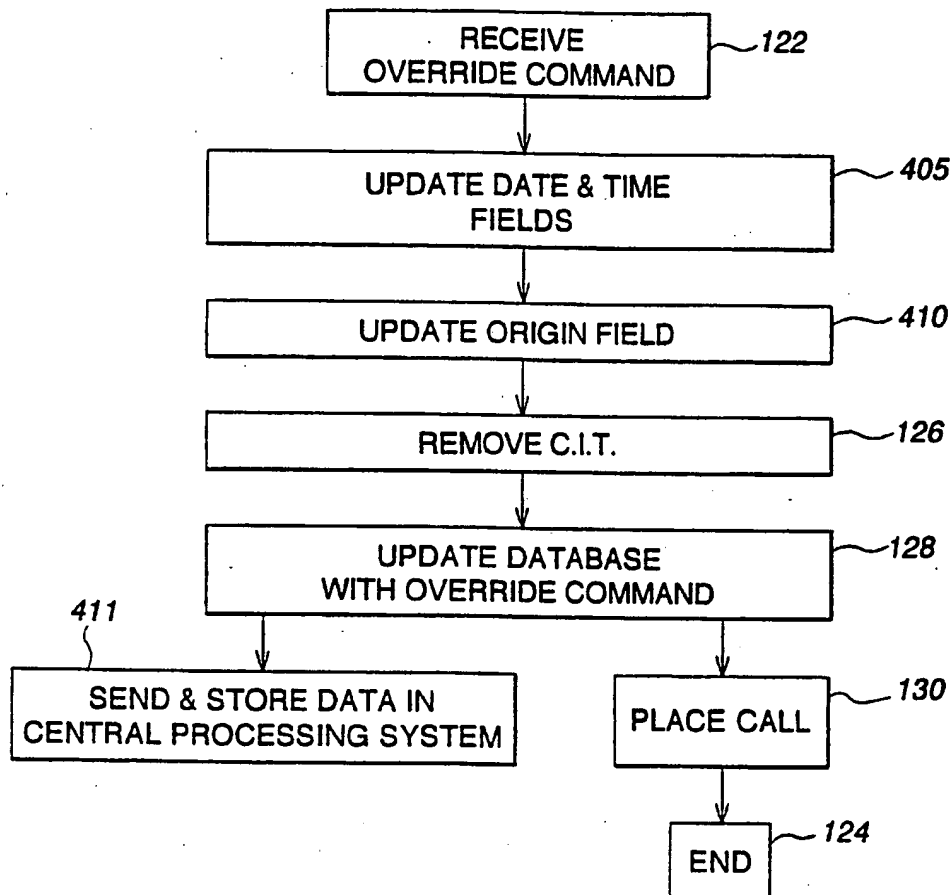 RECEIVE
OVERRIDE COMMAND
122
UPDATE DATE & TIME
FIELDS
405
UPDATE ORIGIN FIELD
410
REMOVE C.I.T.
126
UPDATE DATABASE
WITH OVERRIDE COMMAND
128
411
SEND & STORE DATA IN
CENTRAL PROCESSING SYSTEM
PLACE CALL
130
END
124